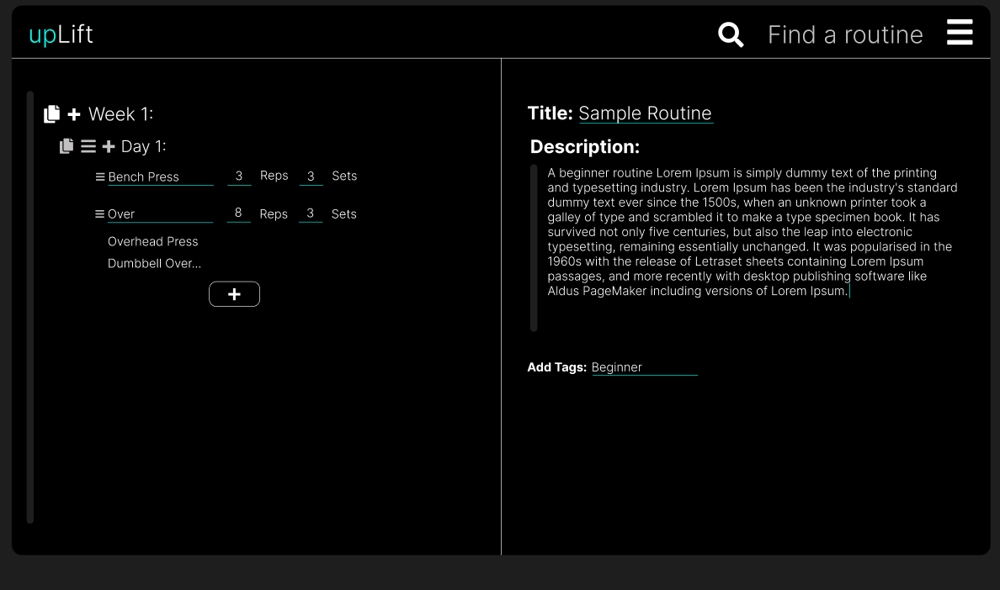 upLift
Find a routine
Week 1:
Day 1:
Bench Press 3 Reps 3 Sets
Over 8 Reps 3 Sets
Overhead Press
Dumbbell Over...
Title: Sample Routine
Description:
A beginner routine Lorem Ipsum is simply dummy text of the printing
and typesetting industry. Lorem Ipsum has been the industry's standard
dummy text ever since the 1500s, when an unknown printer took a
galley of type and scrambled it to make a type specimen book. It has
survived not only five centuries, but also the leap into electronic
typesetting, remaining essentially unchanged. It was popularised in the
1960s with the release of Letraset sheets containing Lorem Ipsum
passages, and more recently with desktop publishing software like
Aldus PageMaker including versions of Lorem Ipsum.
Add Tags: Beginner